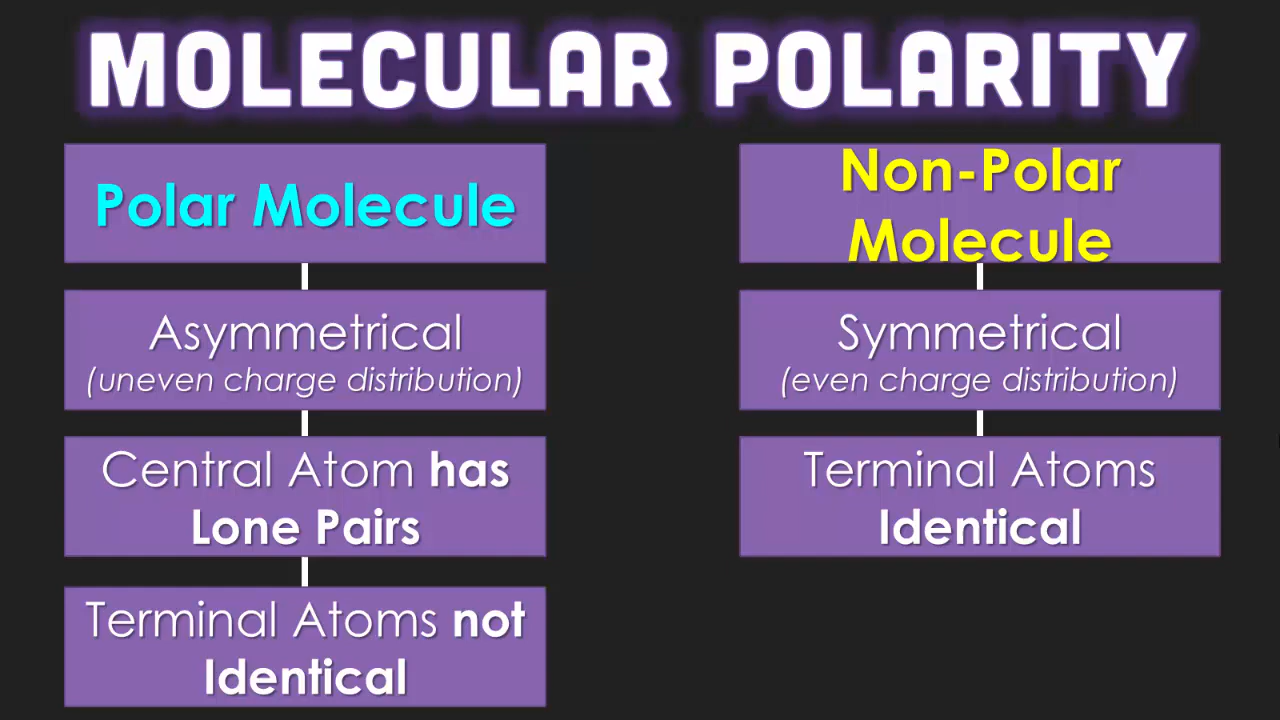 MOLECULAR POLARITY
Polar Molecule
Asymmetrical
(uneven charge distribution)
Central Atom has
Lone Pairs
Terminal Atoms not
Identical
Non-Polar
Molecule
Symmetrical
(even charge distribution)
Terminal Atoms
Identical